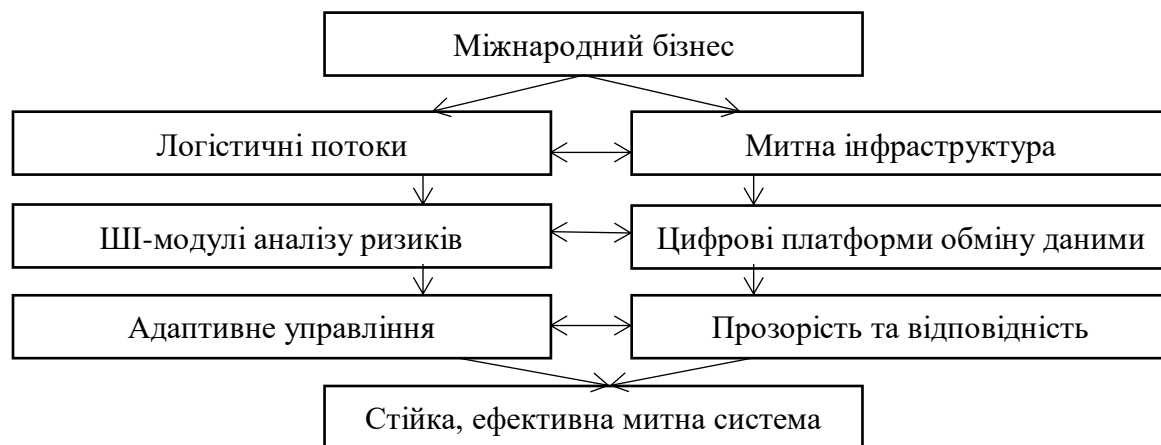 Міжнародний бізнес
Логістичні потоки
Митна інфраструктура
ШІ-модулі аналізу ризиків
Цифрові платформи обміну даними
Адаптивне управління
Прозорість та відповідність
Стійка, ефективна митна система